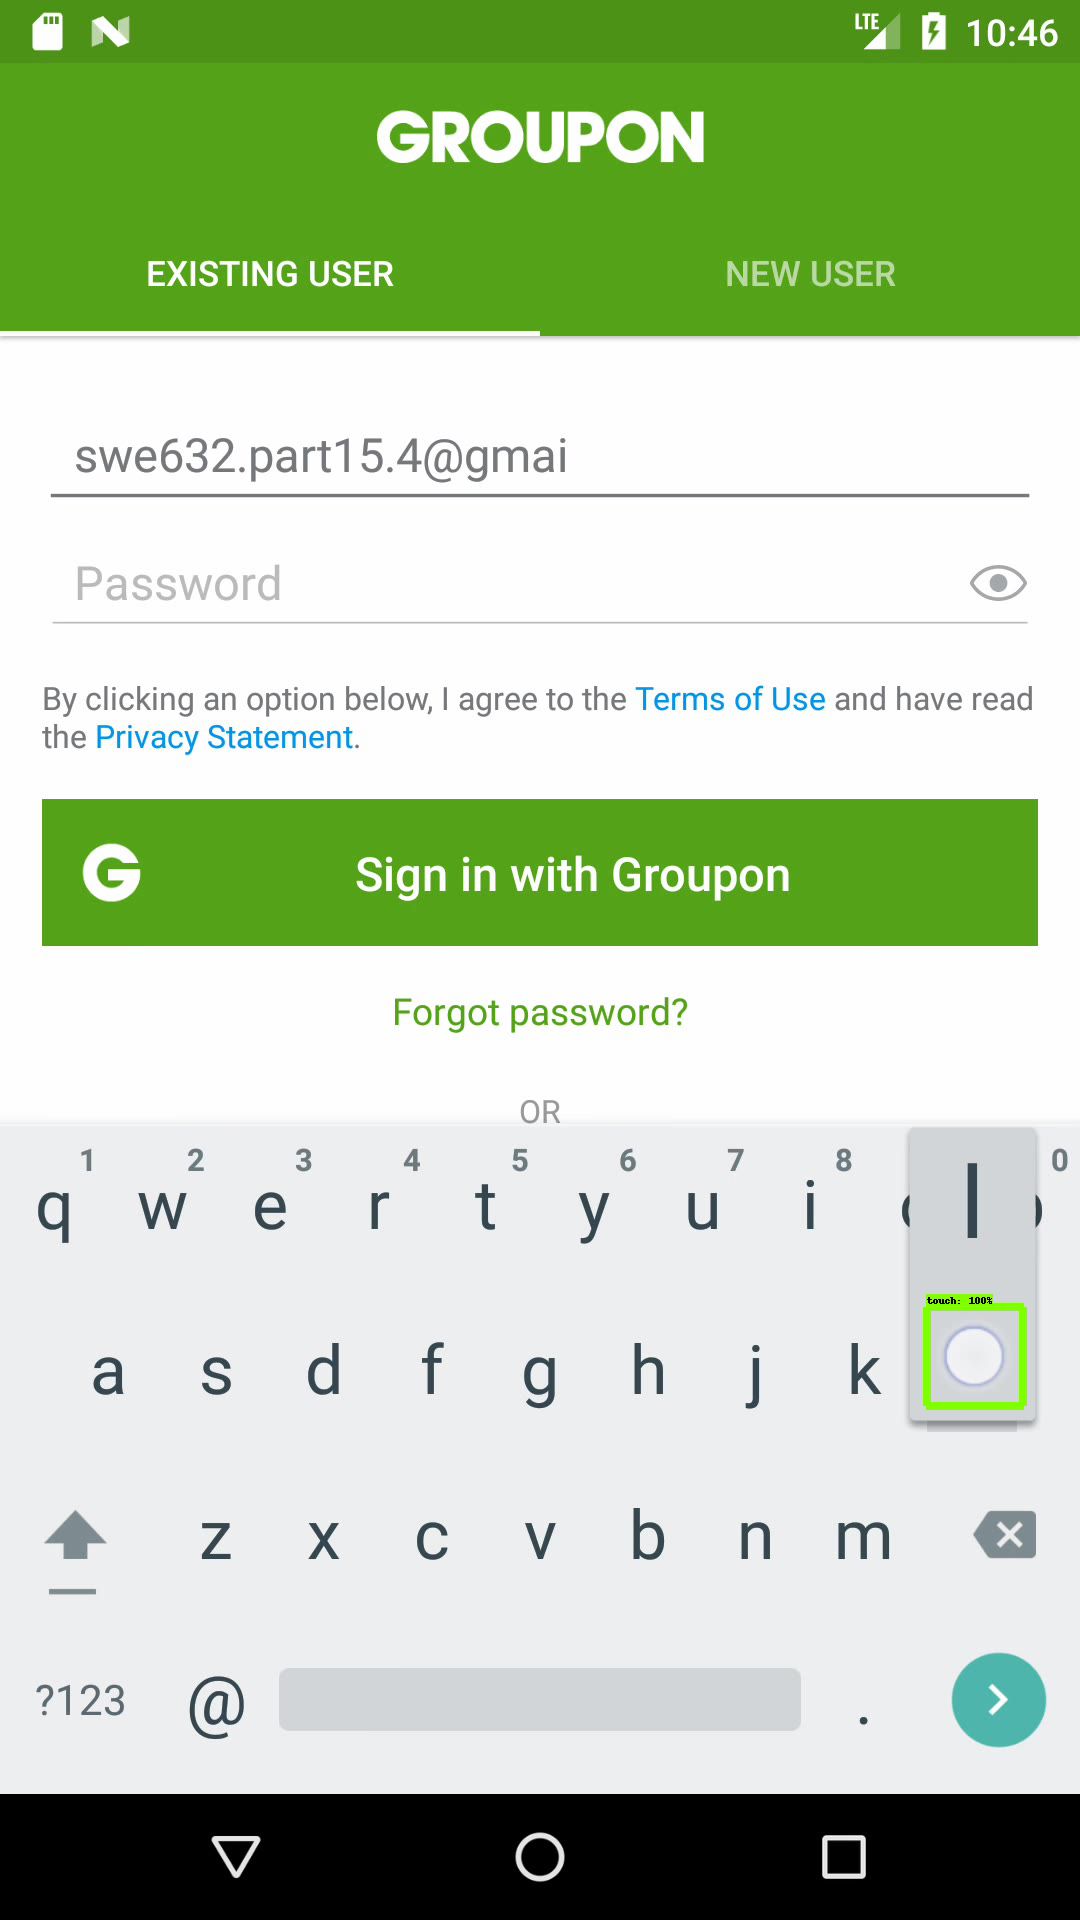 LTE 10:46
GROUPON
EXISTING USER NEW USER
swe632.part15.4@gmai
Password
By clicking an option below, I agree to the Terms of Use and have read
the Privacy Statement.
G Sign in with Groupon
Forgot password?
OR
1 2 3 4 5 6 7 8 0
q w e r t y u i l
touch: 100%
a s d f g h j k
z x c v b n m
?123 @ .